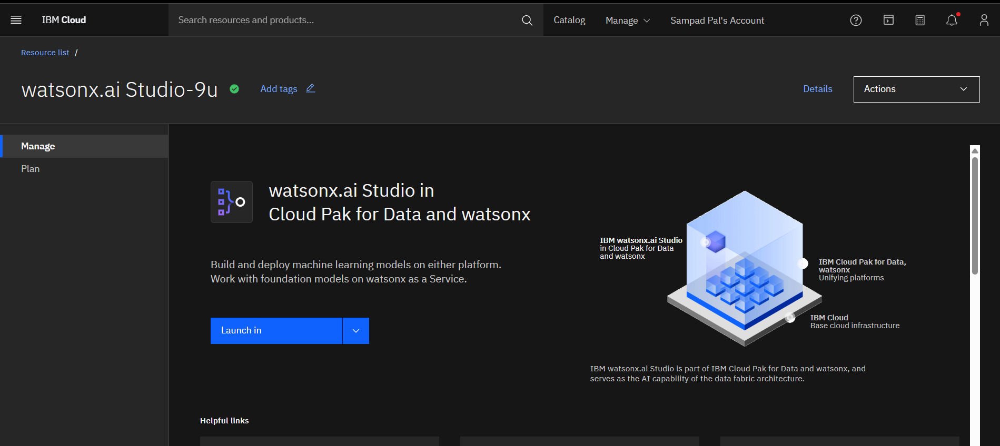 IBM Cloud
Search resources and products...
Catalog
Manage
Sampad Pal's Account
Resource list /
watsonx.ai Studio-9u
Add tags
Details
Actions
Manage
Plan
watsonx.ai Studio in
Cloud Pak for Data and watsonx
Build and deploy machine learning models on either platform.
Work with foundation models on watsonx as a Service.
Launch in
IBM watsonx.ai Studio
in Cloud Pak for Data
and watsonx
IBM Cloud Pak for Data,
watsonx
Unifying platforms
IBM Cloud
Base cloud infrastructure
IBM watsonx.ai Studio is part of IBM Cloud Pak for Data and watsonx, and
serves as the AI capability of the data fabric architecture.
Helpful links